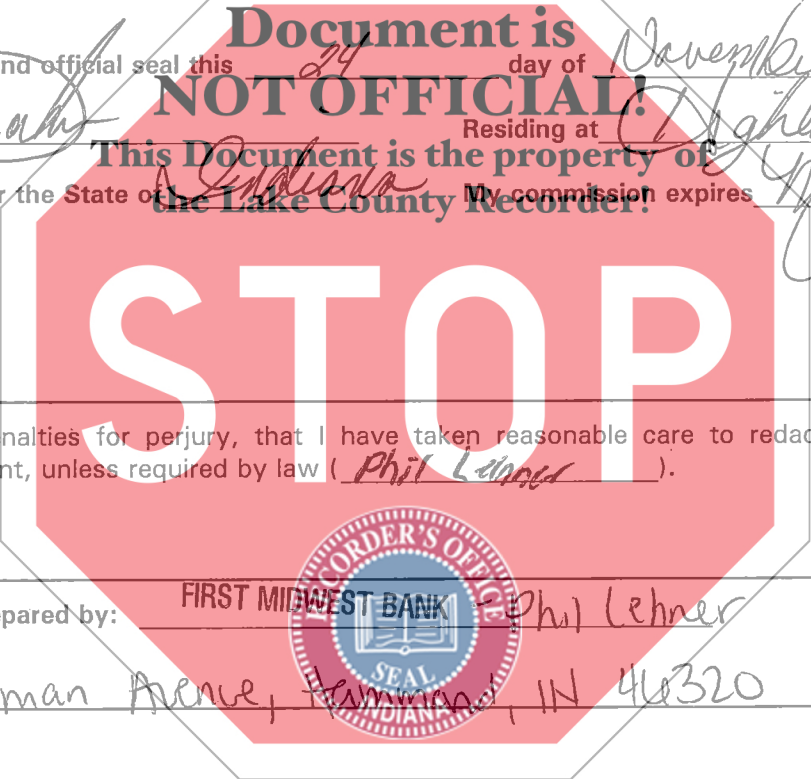 Document is
nd official seal this 24 day of November
NOT OFFICIAL!
Residing at Highla
This Document is the property of
r the State of Indiana My commission expires
the Lake County Recorder!
STOP
enalties for perjury, that I have taken reasonable care to redac
nt, unless required by law ( Phil Lehner ).
RECORDER'S OFFICE
epared by: FIRST MIDWEST BANK - Phil Lehner
SEAL
man Avenue, Hammond, IN 46320
INDIANA